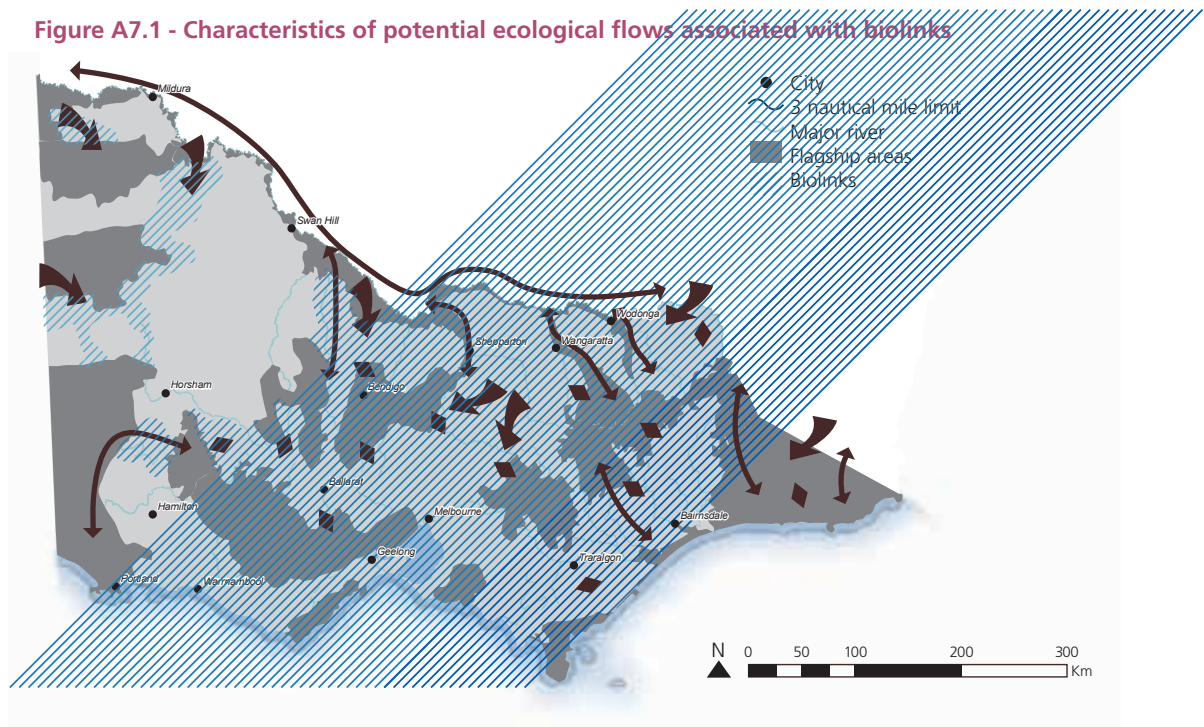 Figure A7.1 - Characteristics of potential ecological flows associated with biolinks
City
3 nautical mile limit
Major river
Flagship areas
Biolinks
Mildura
Swan Hill
Wodonga
Shepparton
Wangaratta
Horsham
Bendigo
Ballarat
Hamilton
Melbourne
Bairnsdale
Geelong
Traralgon
Portland
Warrnambool
N 0 50 100 200 300
Km